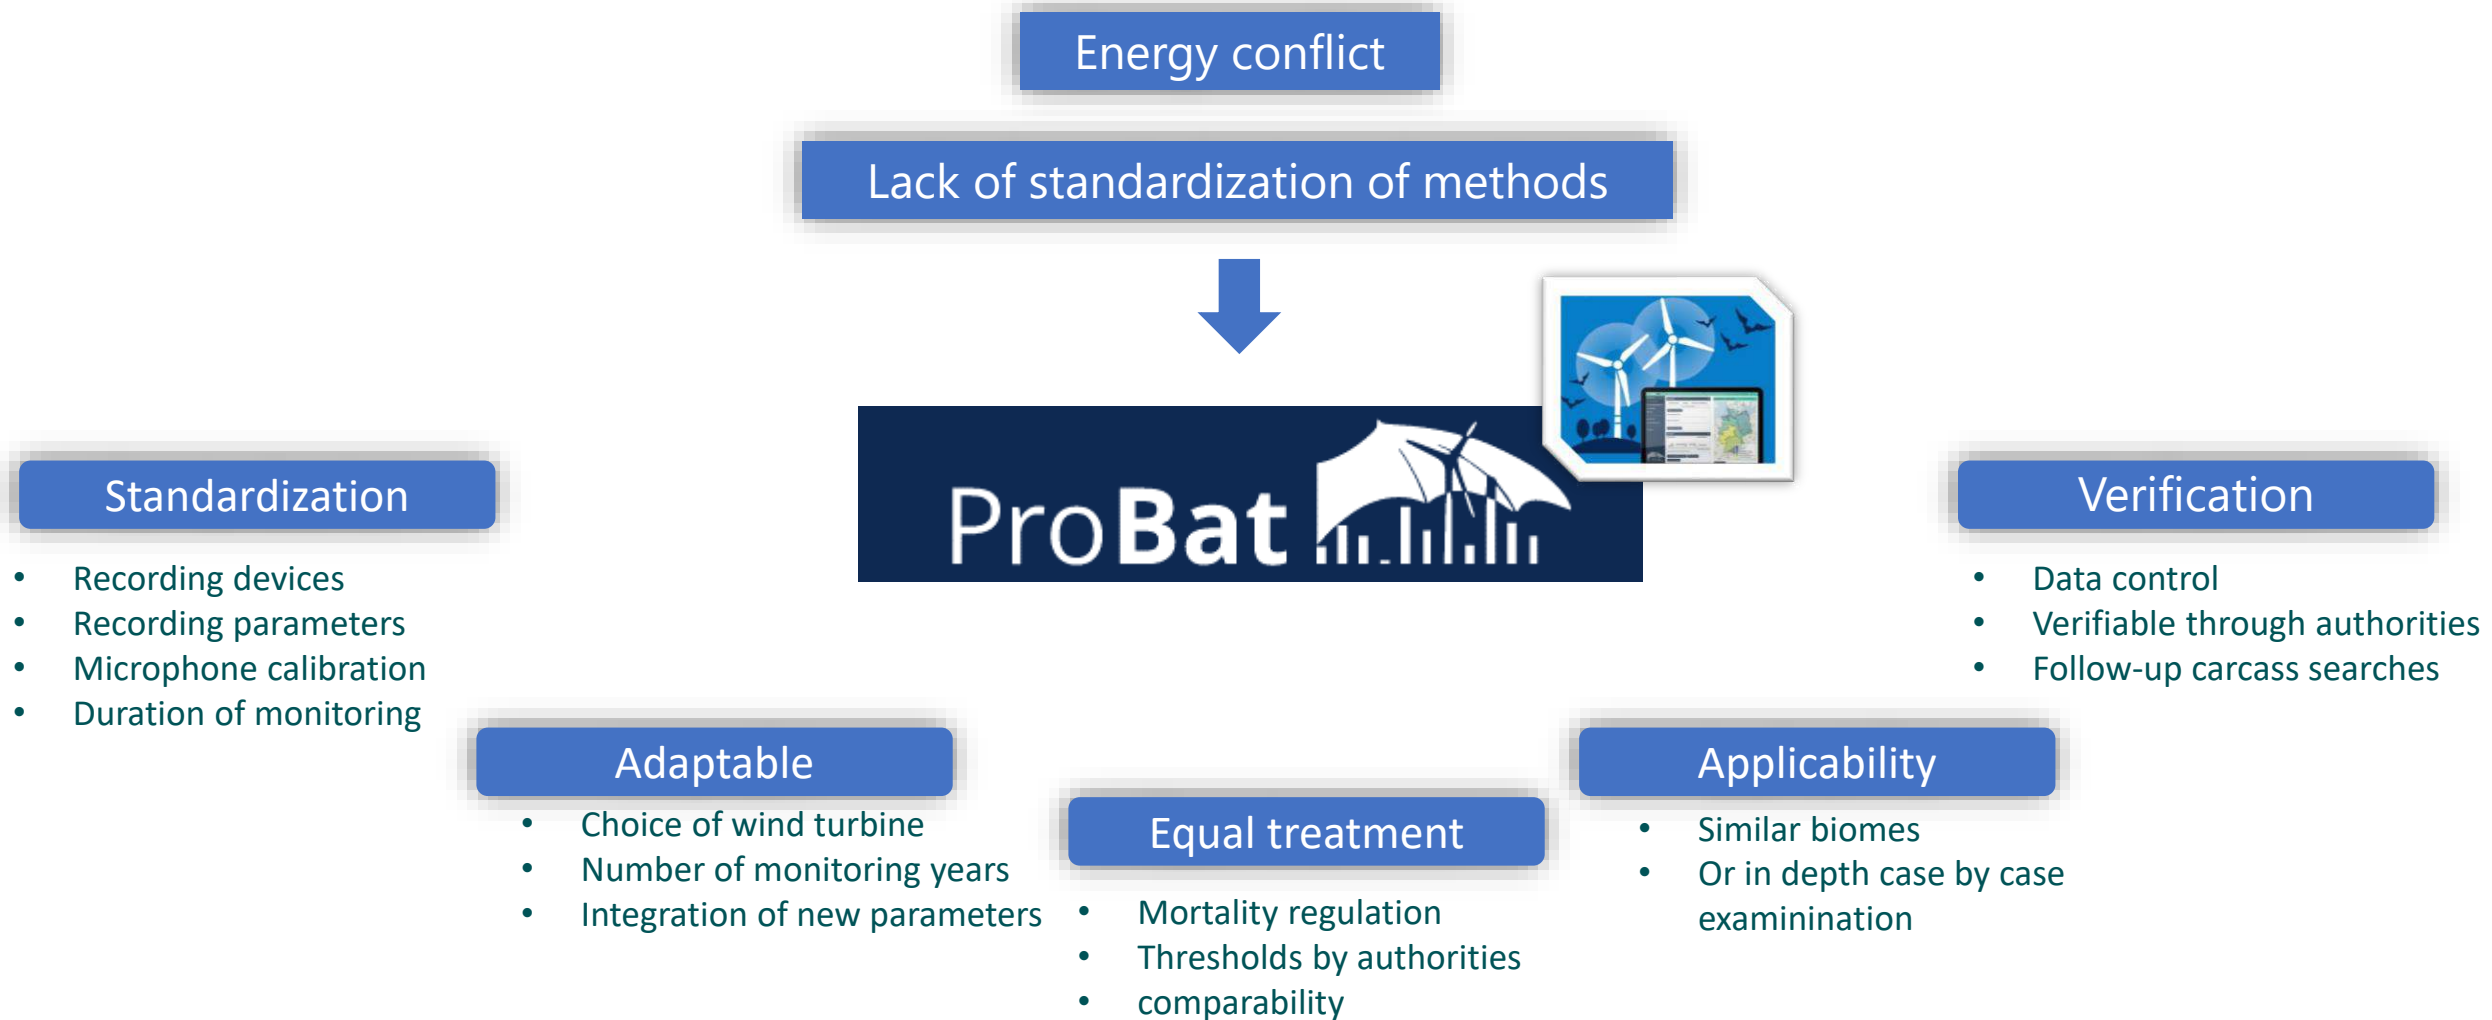 Energy conflict
Lack of standardization of methods
ProBat
Standardization
• Recording devices
• Recording parameters
• Microphone calibration
• Duration of monitoring
Adaptable
• Choice of wind turbine
• Number of monitoring years
• Integration of new parameters
Equal treatment
• Mortality regulation
• Thresholds by authorities
• comparability
Applicability
• Similar biomes
• Or in depth case by case
examinination
Verification
• Data control
• Verifiable through authorities
• Follow-up carcass searches